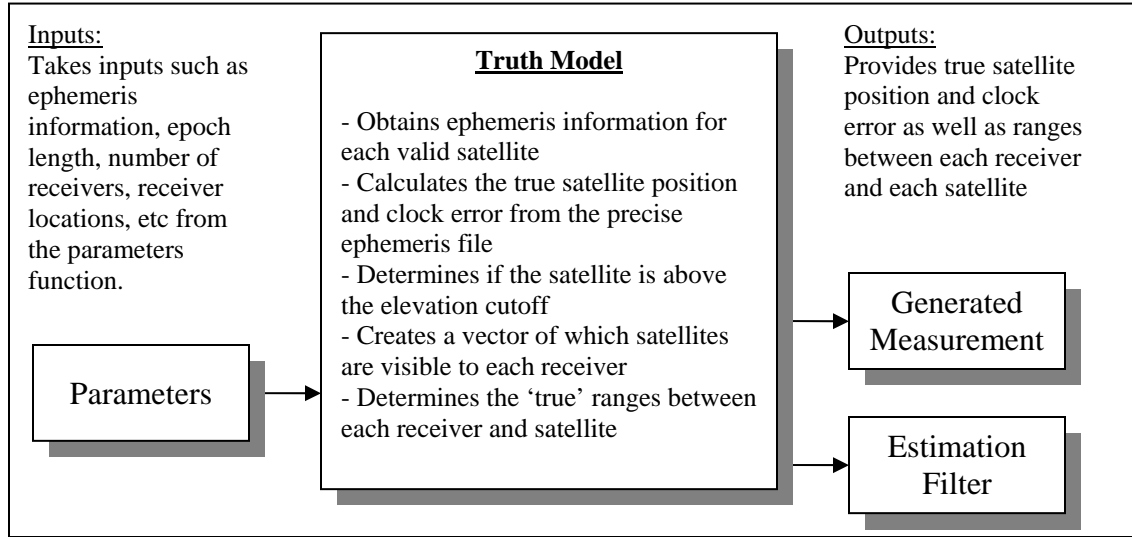 Inputs:
Takes inputs such as
ephemeris
information, epoch
length, number of
receivers, receiver
locations, etc from
the parameters
function.
Parameters
Truth Model
- Obtains ephemeris information for
each valid satellite
- Calculates the true satellite position
and clock error from the precise
ephemeris file
- Determines if the satellite is above
the elevation cutoff
- Creates a vector of which satellites
are visible to each receiver
- Determines the ‘true’ ranges between
each receiver and satellite
Outputs:
Provides true satellite
position and clock
error as well as ranges
between each receiver
and each satellite
Generated
Measurement
Estimation
Filter